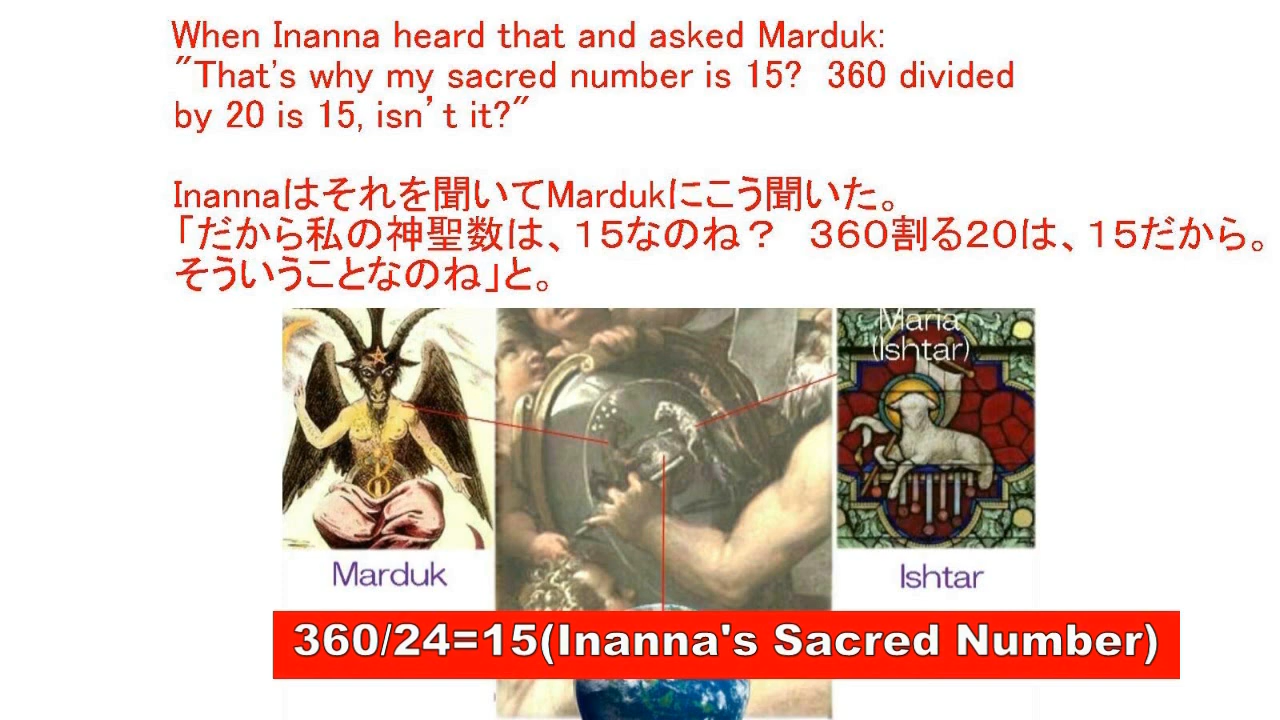 When Inanna heard that and asked Marduk:
"That's why my sacred number is 15?  360 divided
by 20 is 15, isn't it?"
Inannaはそれを聞いてMardukにこう聞いた。
「だから私の神聖数は、１５なのね？　３６０割る２０は、１５だから。
そういうことなのね」と。
Maria
(Ishtar)
Marduk
Ishtar
360/24=15(Inanna's Sacred Number)